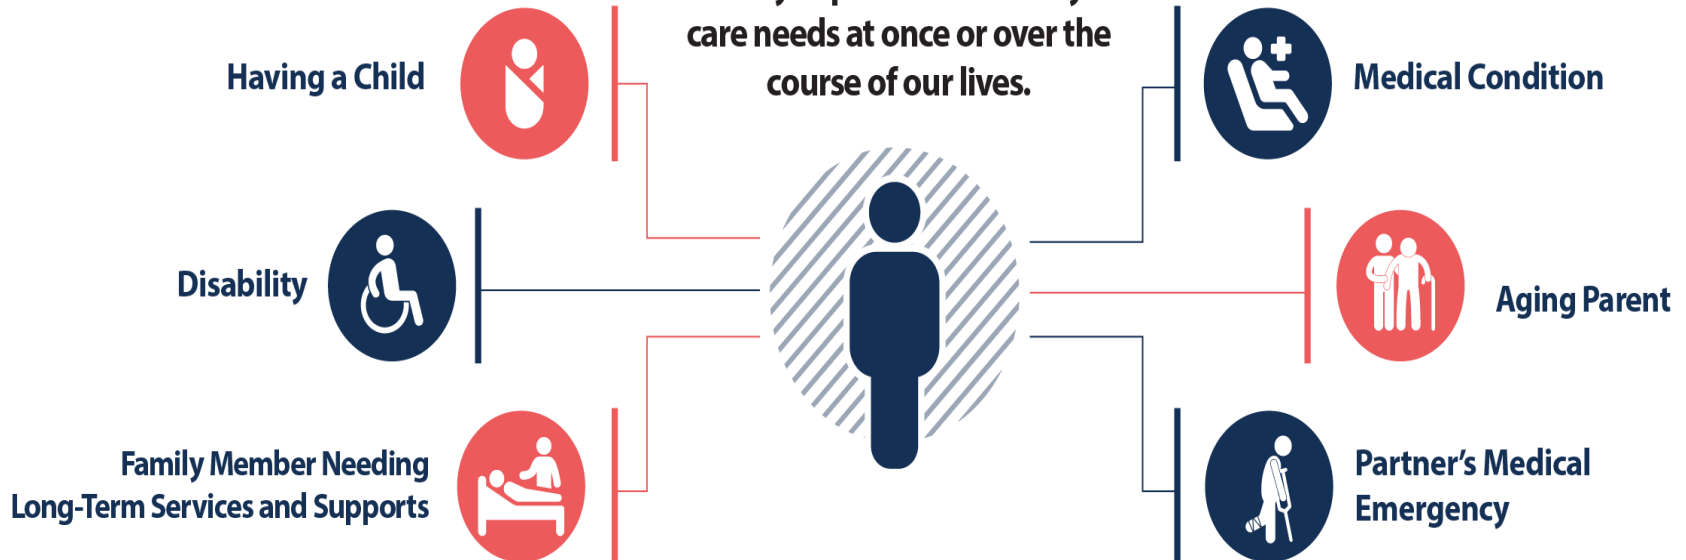 care needs at once or over the
course of our lives.
Having a Child
Medical Condition
Disability
Aging Parent
Family Member Needing
Long-Term Services and Supports
Partner's Medical
Emergency